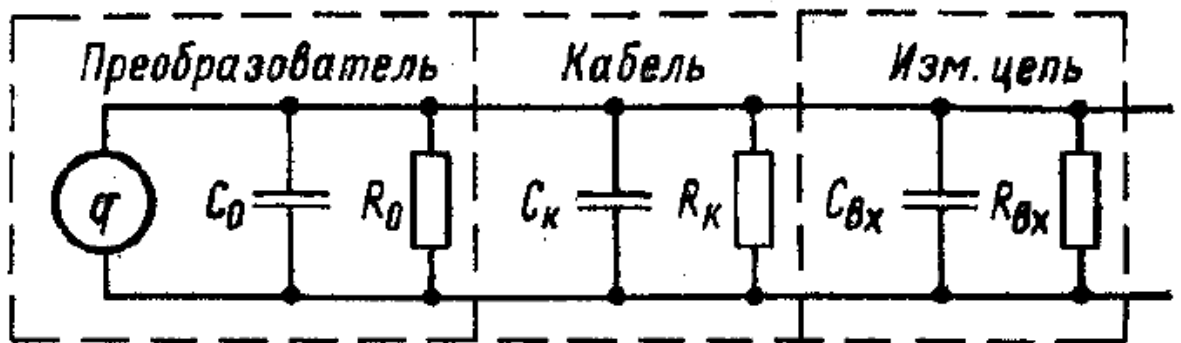 Преобразователь
Кабель
Изм. цепь
q
C₀
R₀
Cк
Rк
Cвх
Rвх